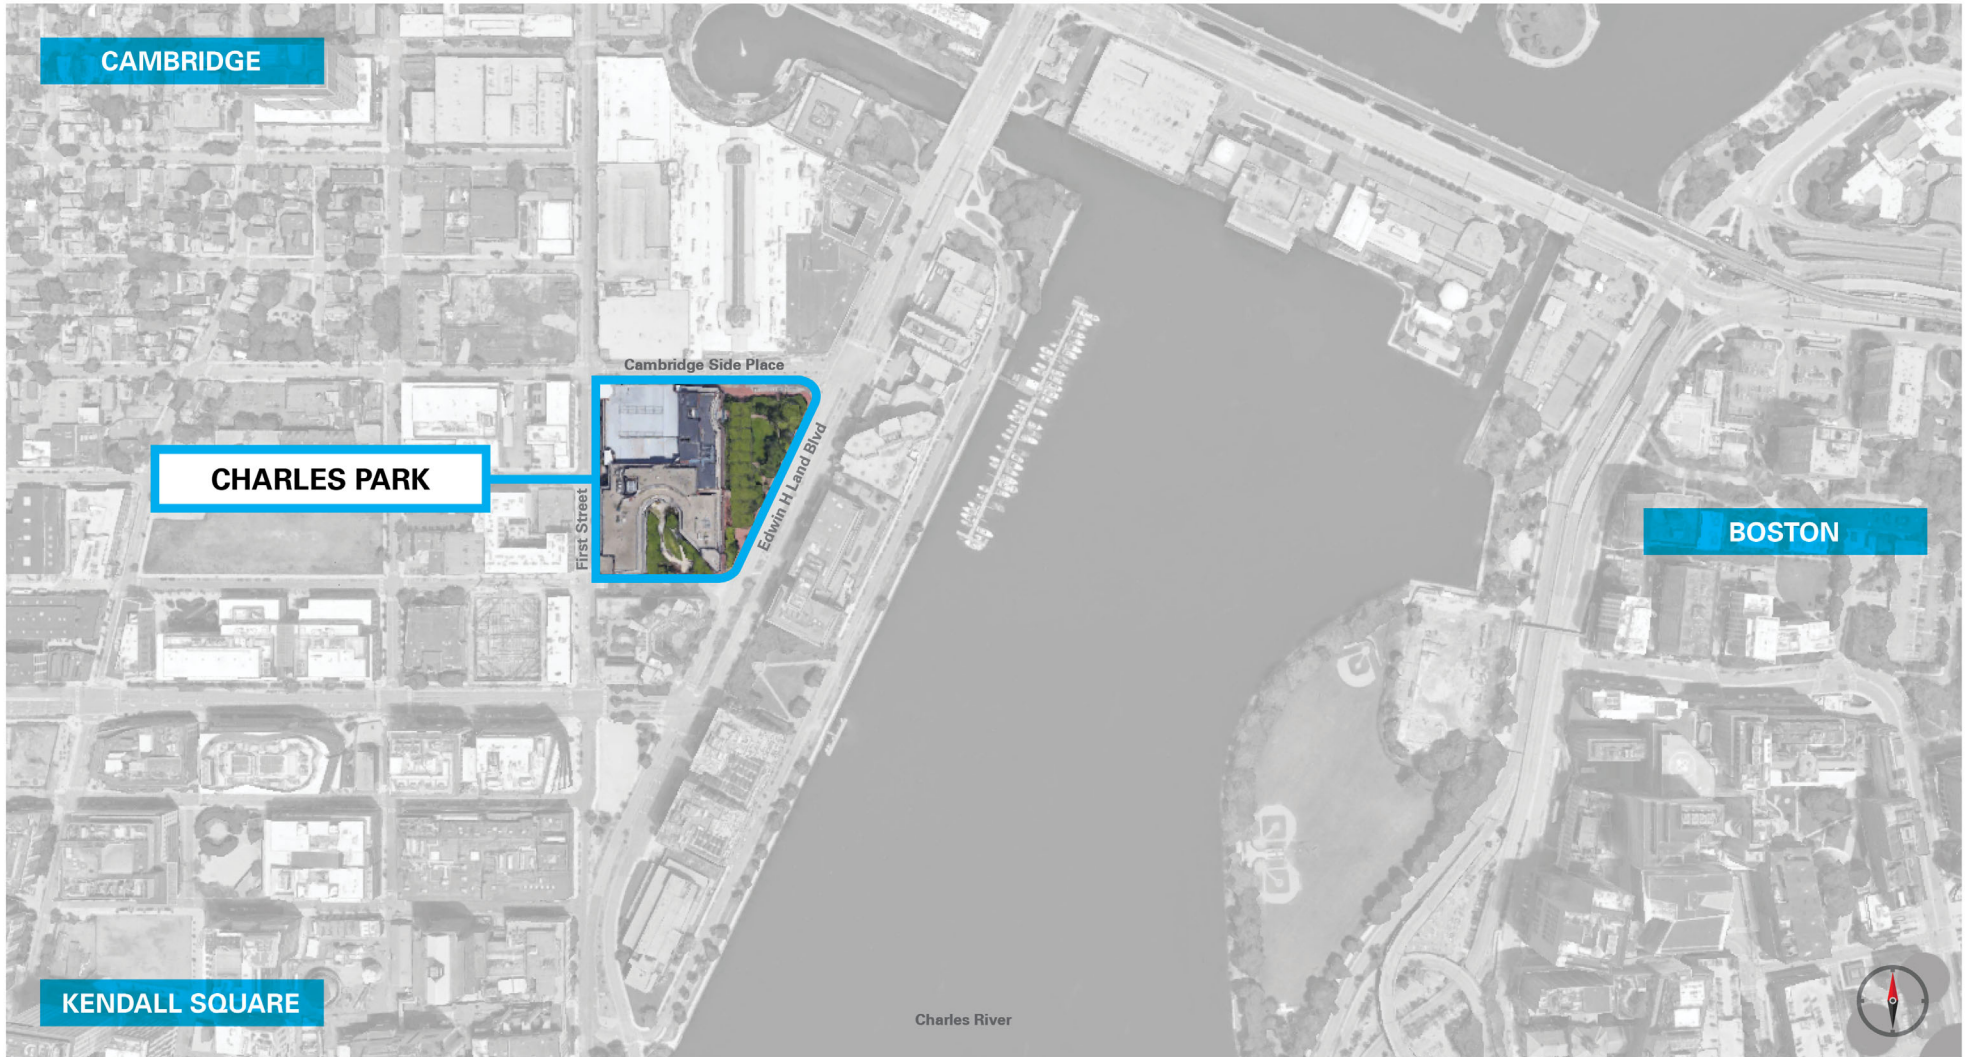 CAMBRIDGE
Cambridge Side Place
CHARLES PARK
First Street
Edwin H Land Blvd
BOSTON
KENDALL SQUARE
Charles River